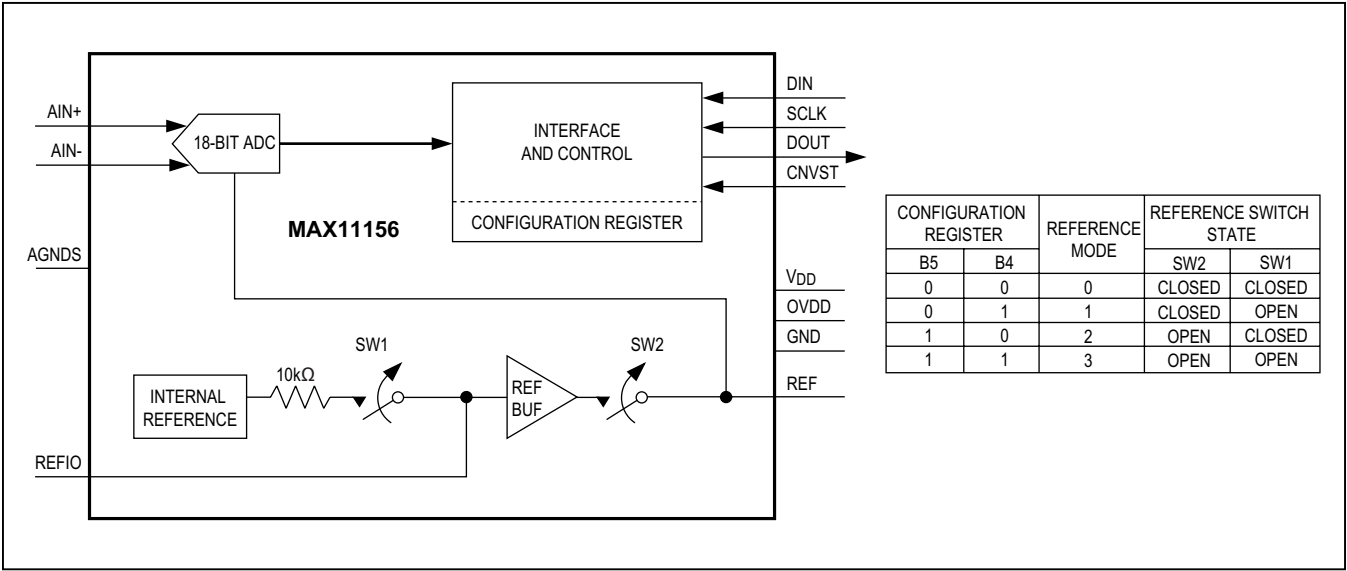 AIN+
AIN-
AGNDS
REFIO
18-BIT ADC
MAX11156
INTERFACE
AND CONTROL
CONFIGURATION REGISTER
INTERNAL
REFERENCE
10kΩ
SW1
REF
BUF
SW2
DIN
SCLK
DOUT
CNVST
VDD
OVDD
GND
REF
CONFIGURATION
REGISTER
REFERENCE
MODE
REFERENCE SWITCH
STATE
B5 B4 SW2 SW1
0 0 0 CLOSED CLOSED
0 1 1 CLOSED OPEN
1 0 2 OPEN CLOSED
1 1 3 OPEN OPEN